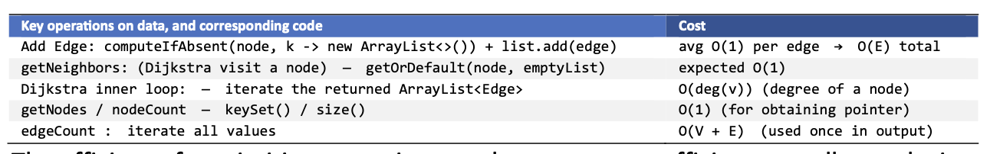 Key operations on data, and corresponding code Cost
Add Edge: computeIfAbsent(node, k -> new ArrayList<>()) + list.add(edge) avg O(1) per edge → O(E) total
getNeighbors: (Dijkstra visit a node) — getOrDefault(node, emptyList) expected O(1)
Dijkstra inner loop: — iterate the returned ArrayList<Edge> O(deg(v)) (degree of a node)
getNodes / nodeCount — keySet() / size() O(1) (for obtaining pointer)
edgeCount : iterate all values O(V + E) (used once in output)